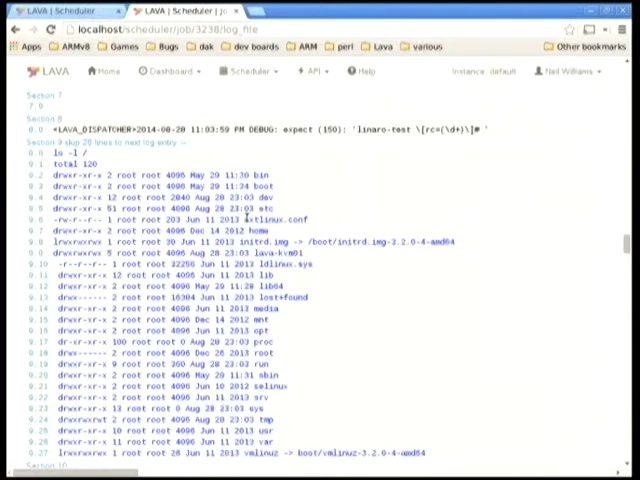 LAVA | Scheduler
LAVA | Scheduler | jo
localhost/scheduler/job/3238/log_file
Apps ARMv8 Games Bugs dak dev boards ARM perl Lava various Other bookmarks
LAVA Home Dashboard Scheduler API Help Instance: default Neil Williams
Section 7
7.0
Section 8
8.0 <LAVA_DISPATCHER>2014-08-28 11:03:59 PM DEBUG: expect (150): 'linaro-test \[rc=(\d+)\]# '
Section 9 skip 28 lines to next log entry
9.0 ls -l /
9.1 total 120
9.2 drwxr-xr-x 2 root root 4096 May 29 11:30 bin
9.3 drwxr-xr-x 2 root root 4096 May 29 11:34 boot
9.4 drwxr-xr-x 12 root root 2840 Aug 28 23:03 dev
9.5 drwxr-xr-x 61 root root 4096 Aug 28 23:03 etc
9.6 -rw-r--r-- 1 root root 203 Jun 11 2013 extlinux.conf
9.7 drwxr-xr-x 2 root root 4096 Dec 14 2012 home
9.8 lrwxrwxrwx 1 root root 30 Jun 11 2013 initrd.img -> /boot/initrd.img-3.2.0-4-amd64
9.9 drwxrwxrwx 5 root root 4096 Aug 28 23:03 lava-kvm01
9.10 -r--r--r-- 1 root root 32256 Jun 11 2013 ldlinux.sys
9.11 drwxr-xr-x 12 root root 4096 Jun 11 2013 lib
9.12 drwxr-xr-x 2 root root 4096 May 29 11:28 lib64
9.13 drwx------ 2 root root 16384 Jun 11 2013 lost+found
9.14 drwxr-xr-x 2 root root 4096 Jun 11 2013 media
9.15 drwxr-xr-x 2 root root 4096 Dec 14 2012 mnt
9.16 drwxr-xr-x 2 root root 4096 Jun 11 2013 opt
9.17 dr-xr-xr-x 100 root root 0 Aug 28 23:03 proc
9.18 drwx------ 2 root root 4096 Dec 26 2013 root
9.19 drwxr-xr-x 9 root root 380 Aug 28 23:03 run
9.20 drwxr-xr-x 2 root root 4096 May 29 11:31 sbin
9.21 drwxr-xr-x 2 root root 4096 Jun 10 2012 selinux
9.22 drwxr-xr-x 2 root root 4096 Jun 11 2013 srv
9.23 drwxr-xr-x 13 root root 0 Aug 28 23:03 sys
9.24 drwxrwxrwt 2 root root 4096 Aug 28 23:03 tmp
9.25 drwxr-xr-x 10 root root 4096 Jun 11 2013 usr
9.26 drwxr-xr-x 11 root root 4096 Jun 11 2013 var
9.27 lrwxrwxrwx 1 root root 26 Jun 11 2013 vmlinuz -> boot/vmlinuz-3.2.0-4-amd64
Section 10